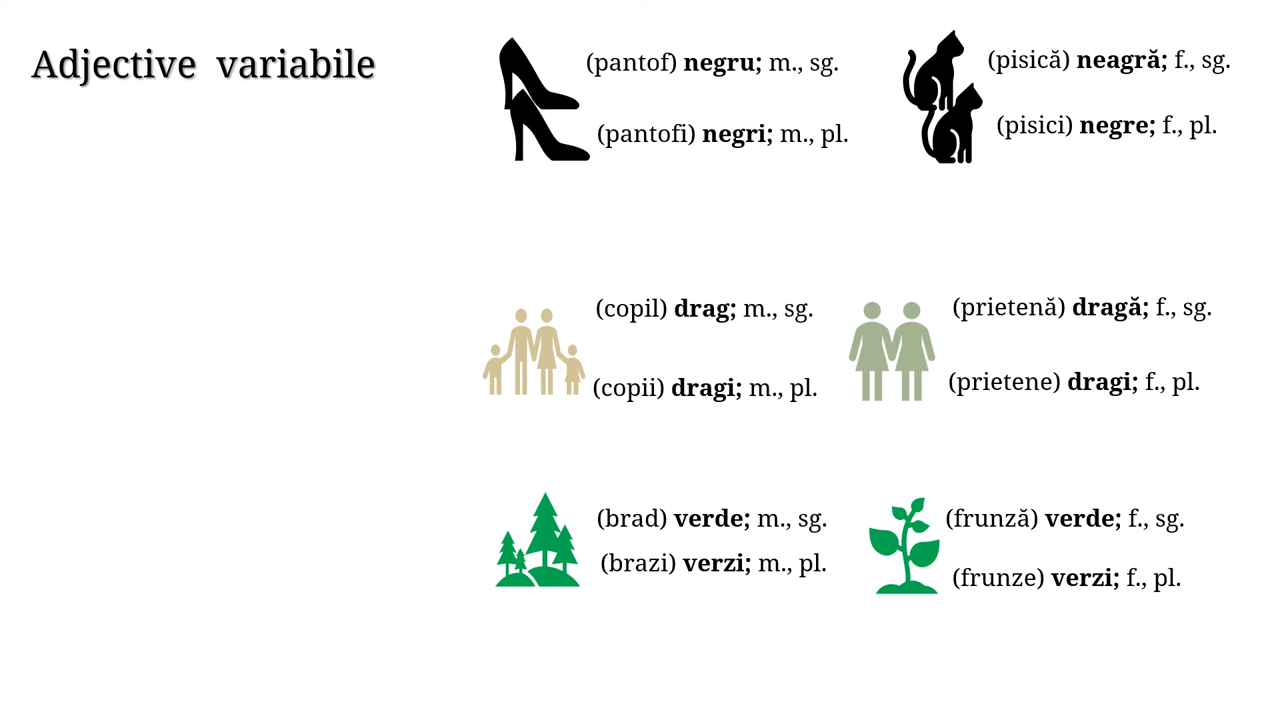 Adjective variabile
(pantof) negru; m., sg.
(pantofi) negri; m., pl.
(pisică) neagră; f., sg.
(pisici) negre; f., pl.
(copil) drag; m., sg.
(copii) dragi; m., pl.
(prietenă) dragă; f., sg.
(prietene) dragi; f., pl.
(brad) verde; m., sg.
(brazi) verzi; m., pl.
(frunză) verde; f., sg.
(frunze) verzi; f., pl.